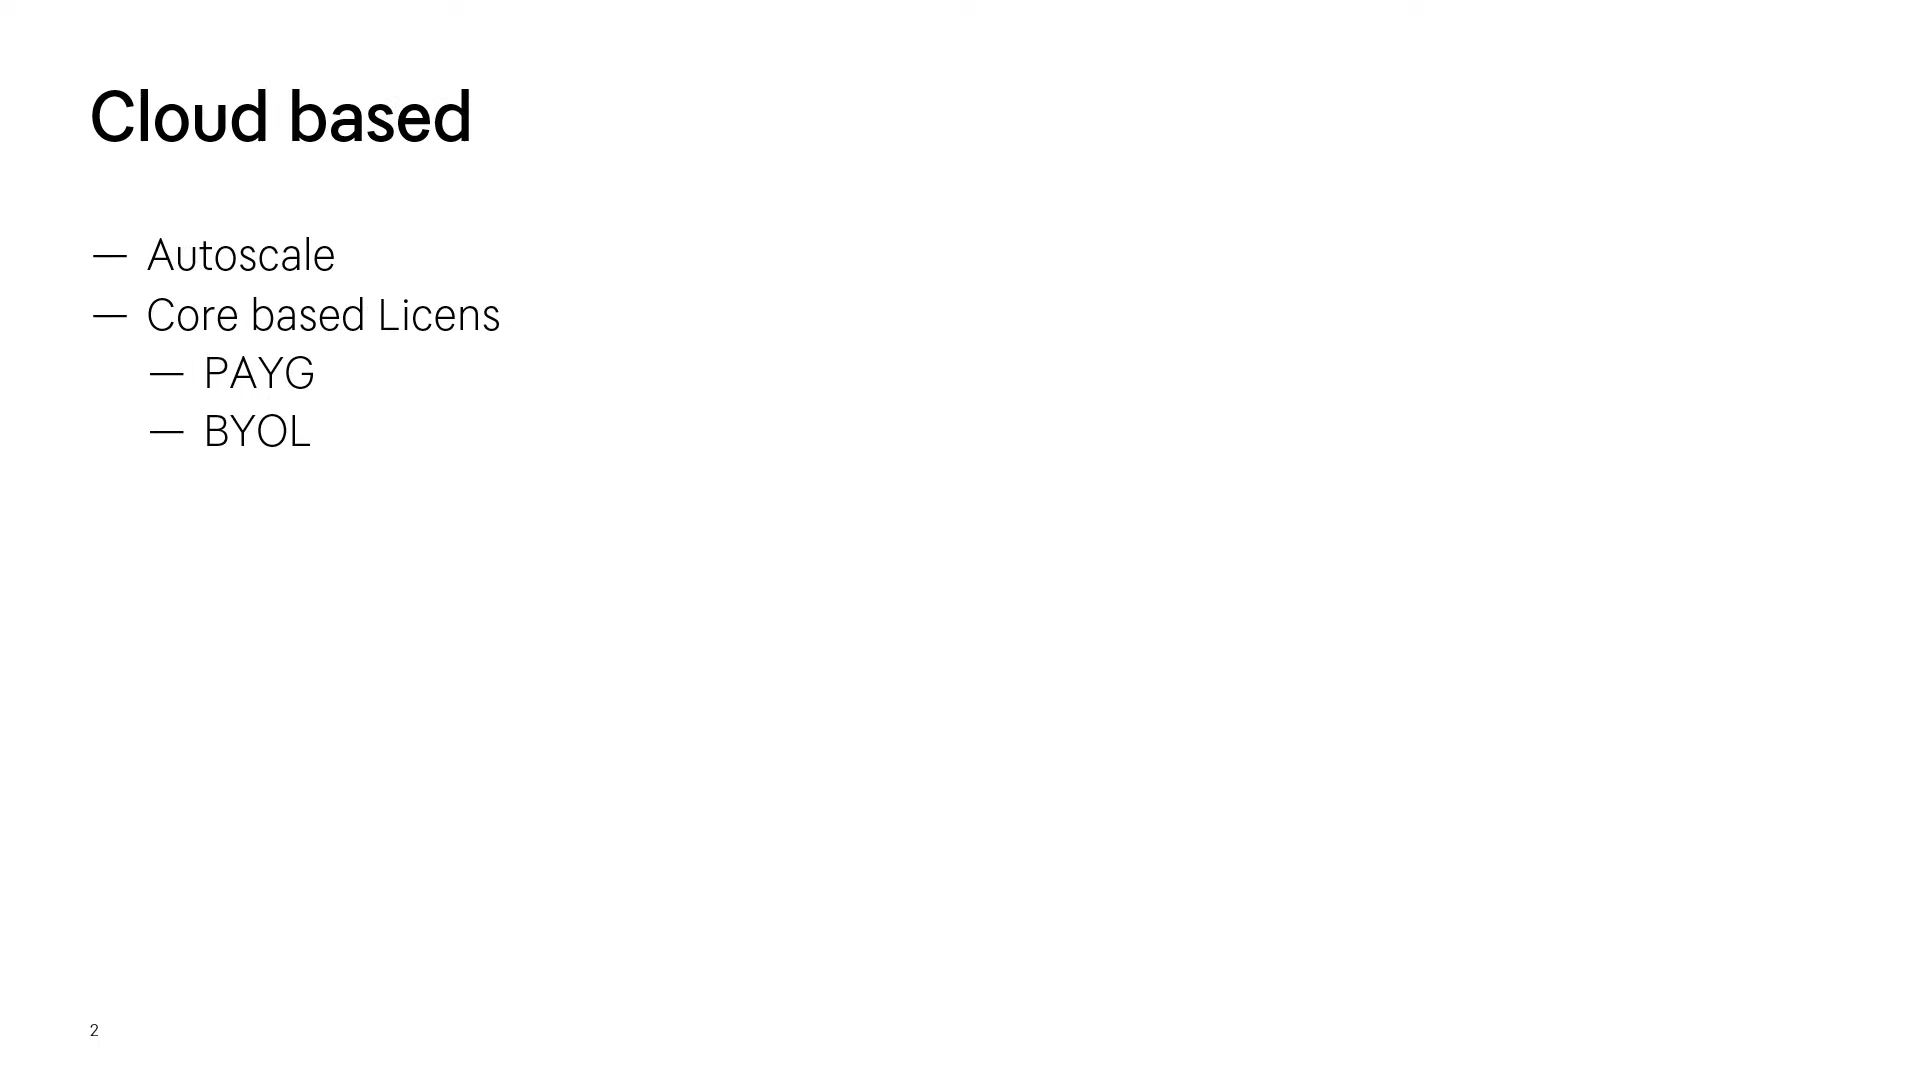 Cloud based
— Autoscale
— Core based Licens
— PAYG
— BYOL
2